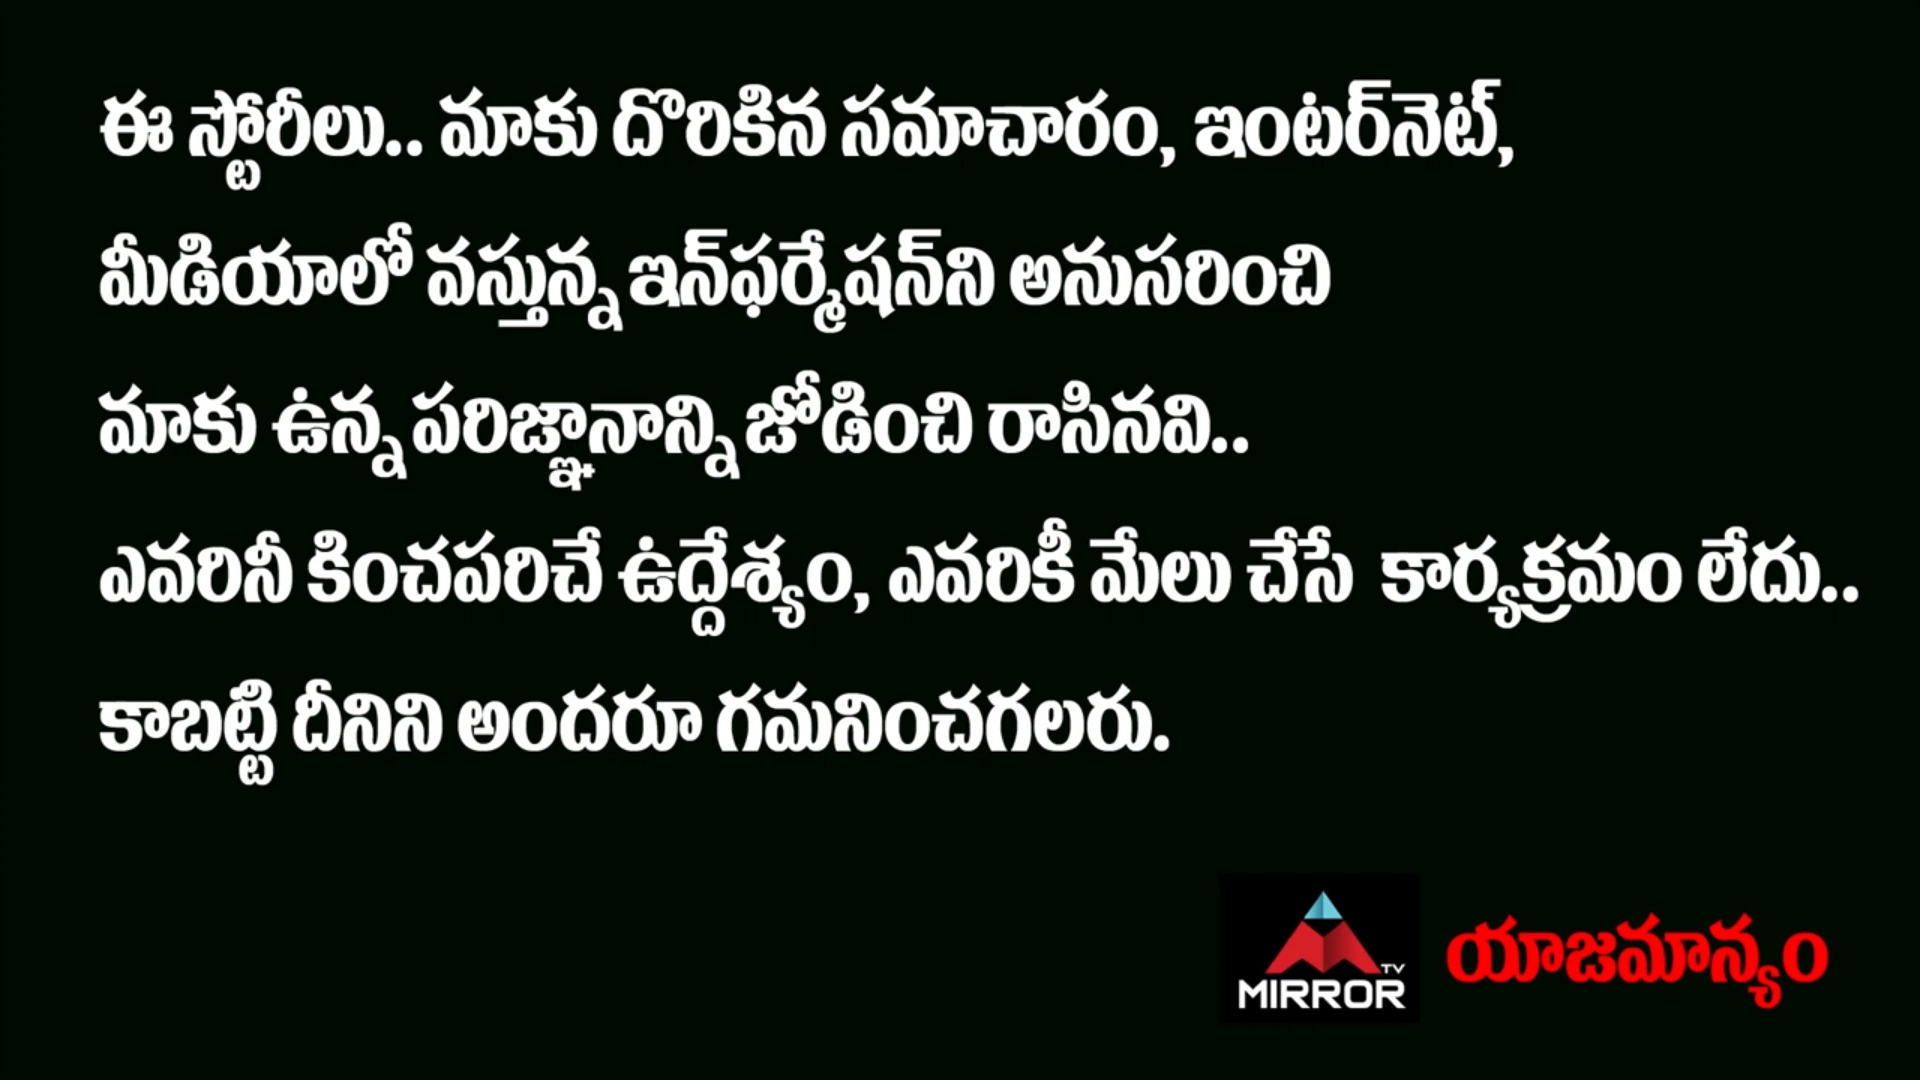 ఈ స్టోరీలు.. మాకు దొరికిన సమాచారం, ఇంటర్‌నెట్,
మీడియాలో వస్తున్న ఇన్‌ఫర్మేషన్‌ని అనుసరించి
మాకు ఉన్న పరిజ్ఞానాన్ని జోడించి రాసినవి..
ఎవరినీ కించపరిచే ఉద్దేశ్యం, ఎవరికీ మేలు చేసే కార్యక్రమం లేదు..
కాబట్టి దీనిని అందరూ గమనించగలరు.
TV
MIRROR యాజమాన్యం